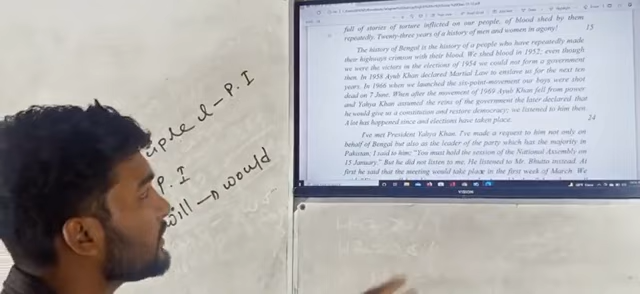 iple 1 - P. I
P. I
will → would
full of stories of torture inflicted on our people, of blood shed by them
repeatedly. Twenty-three years of a history of men and women in agony! 15
The history of Bengal is the history of a people who have repeatedly made
their highways crimson with their blood. We shed blood in 1952; even though
we were the victors in the elections of 1954 we could not form a government
then. In 1958 Ayub Khan declared Martial Law to enslave us for the next ten
years. In 1966 when we launched the six-point-movement our boys were shot
dead on 7 June. When after the movement of 1969 Ayub Khan fell from power
and Yahya Khan assumed the reins of the government the later declared that
he would give us a constitution and restore democracy; we listened to him then.
A lot has happened since and elections have taken place. 24
I've met President Yahya Khan. I've made a request to him not only on
behalf of Bengal but also as the leader of the party which has the majority in
Pakistan; I said to him; "You must hold the session of the National Assembly on
15 January." But he did not listen to me. He listened to Mr. Bhutto instead. At
first he said that the meeting would take place in the first week of March. We